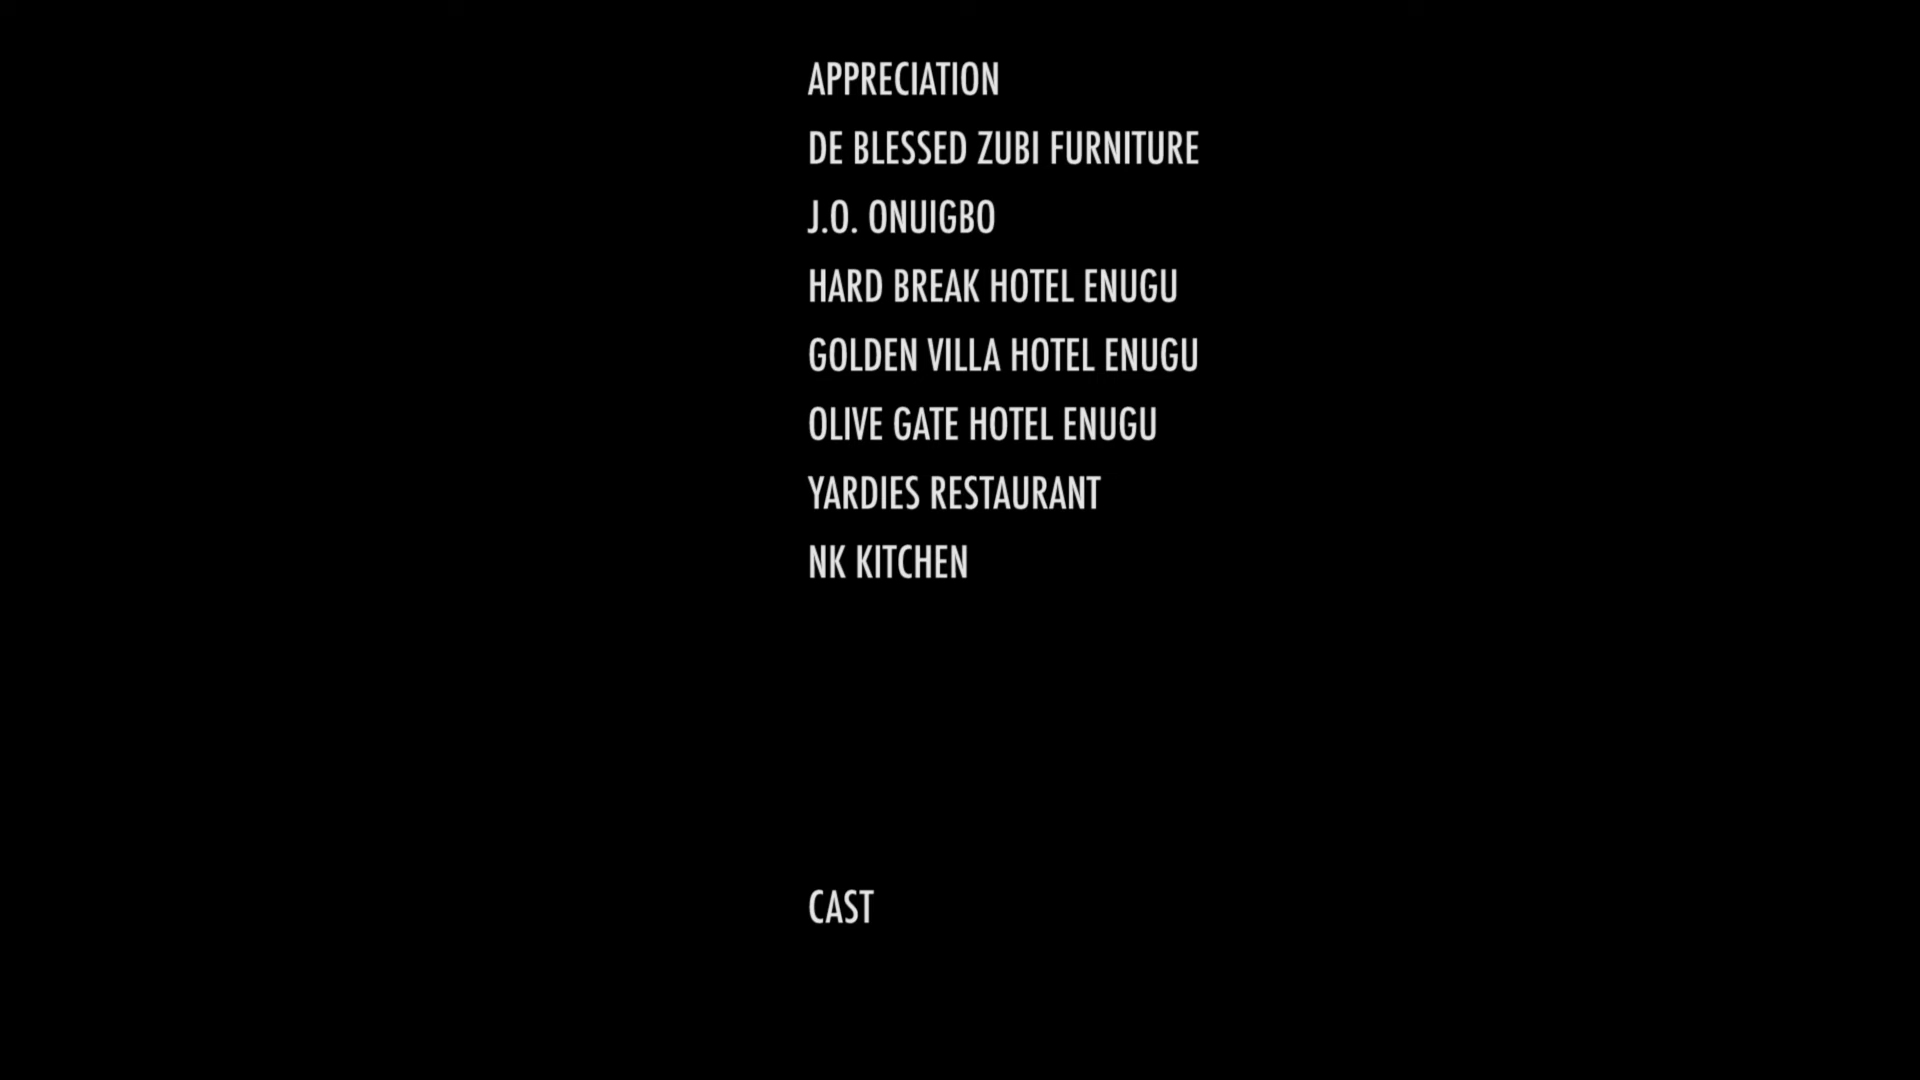 APPRECIATION
DE BLESSED ZUBI FURNITURE
J.O. ONUIGBO
HARD BREAK HOTEL ENUGU
GOLDEN VILLA HOTEL ENUGU
OLIVE GATE HOTEL ENUGU
YARDIES RESTAURANT
NK KITCHEN
CAST